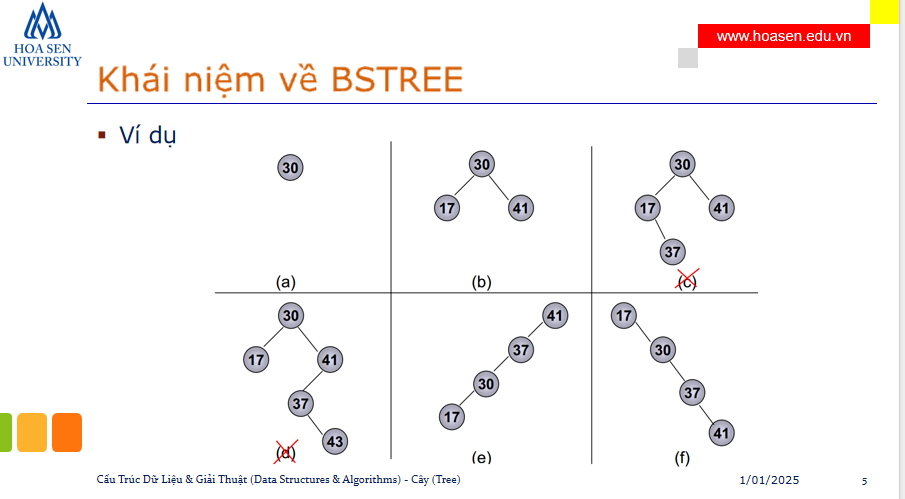 HOA SEN
UNIVERSITY
www.hoasen.edu.vn
Khái niệm về BSTREE
▪ Ví dụ
30
(a)
30
17 41
(b)
30
17 41
37
(c)
30
17 41
37
43
(d)
41
37
30
17
(e)
17
30
37
41
(f)
Cấu Trúc Dữ Liệu & Giải Thuật (Data Structures & Algorithms) - Cây (Tree)
1/01/2025
5